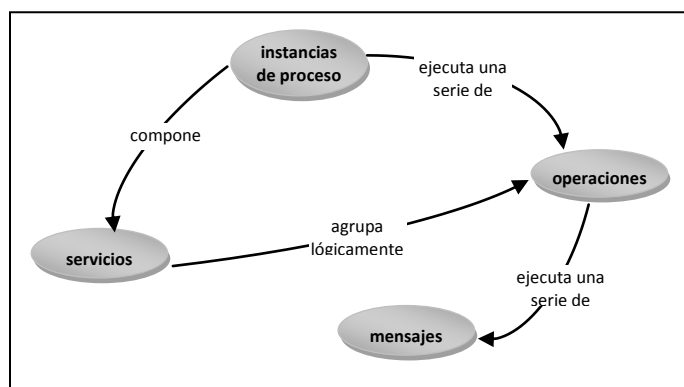 instancias
de proceso
ejecuta una
serie de
compone
operaciones
agrupa
lógicamente
servicios
ejecuta una
serie de
mensajes